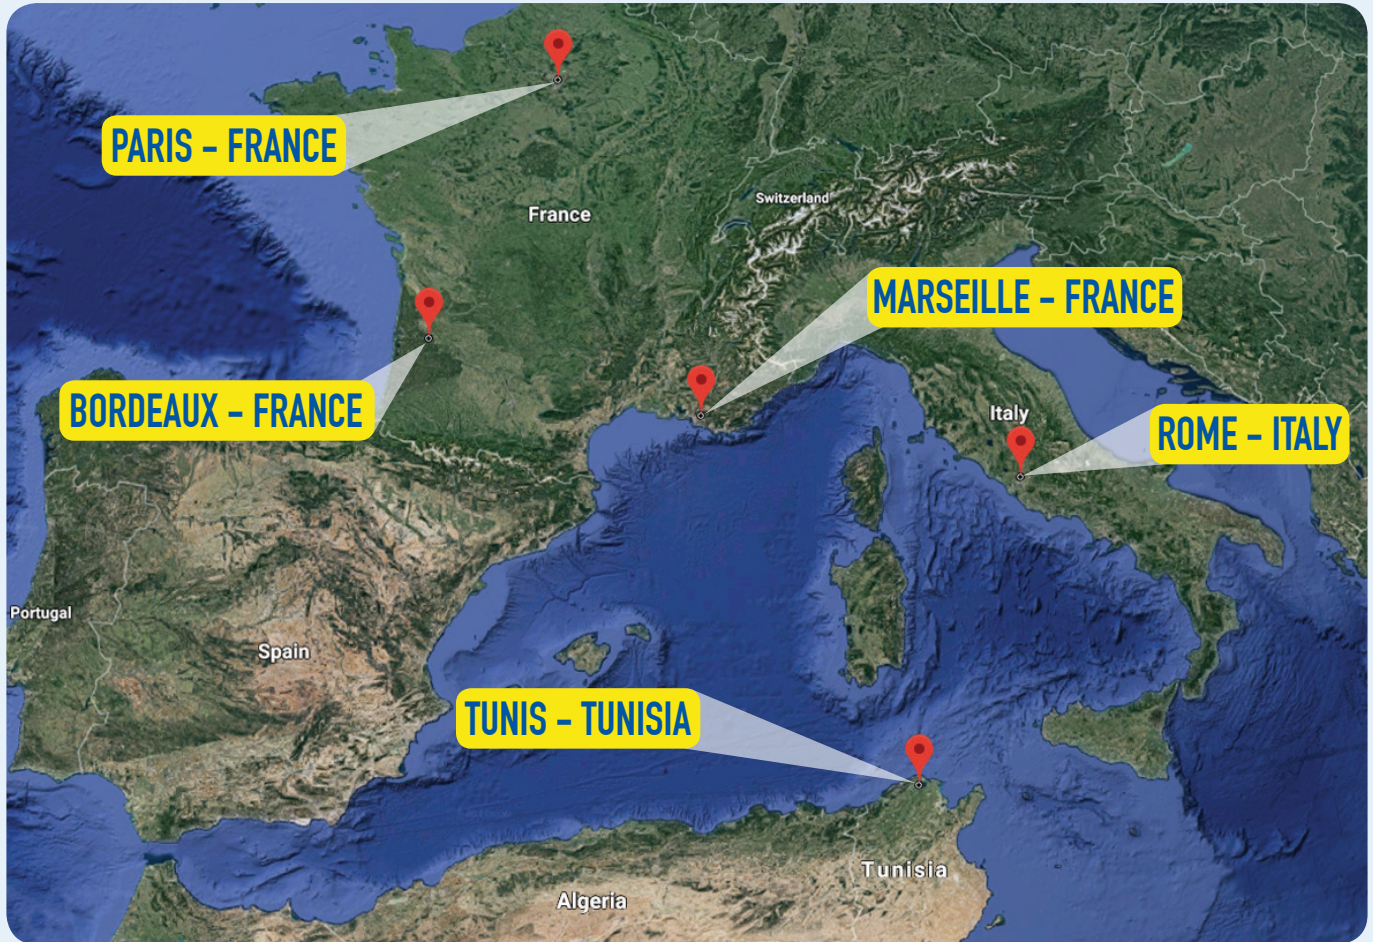 PARIS - FRANCE
Switzerland
France
MARSEILLE - FRANCE
BORDEAUX - FRANCE
Italy
ROME - ITALY
Portugal
Spain
TUNIS - TUNISIA
Tunisia
Algeria